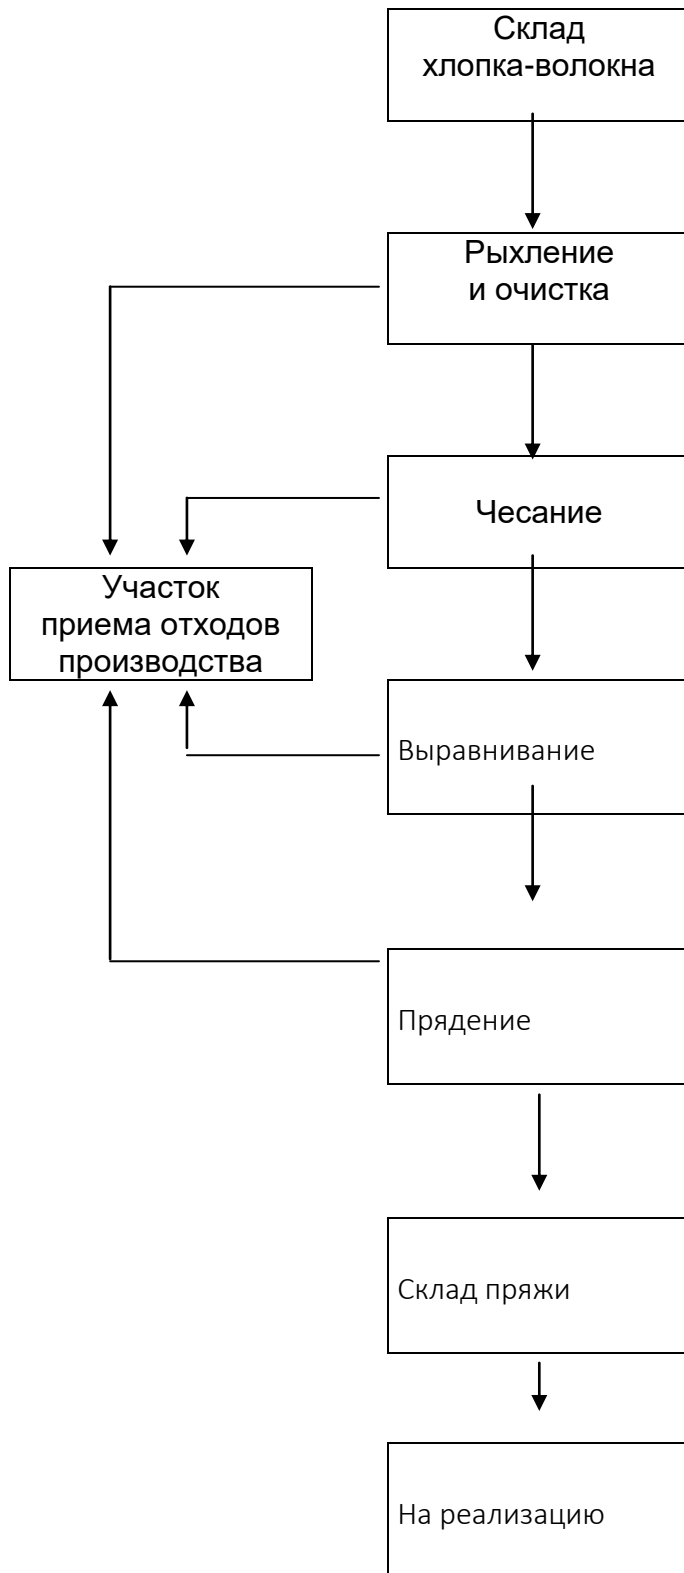 Склад
хлопка-волокна
Рыхление
и очистка
Чесание
Участок
приема отходов
производства
Выравнивание
Прядение
Склад пряжи
На реализацию